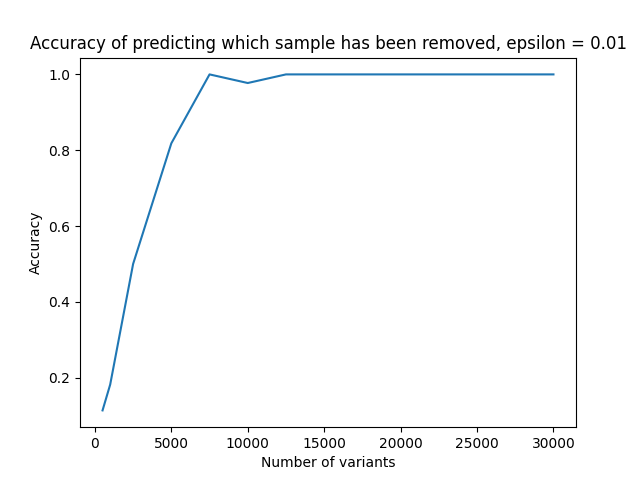 Accuracy of predicting which sample has been removed, epsilon = 0.01
1.0
0.8
0.6
0.4
0.2
Accuracy
0 5000 10000 15000 20000 25000 30000
Number of variants